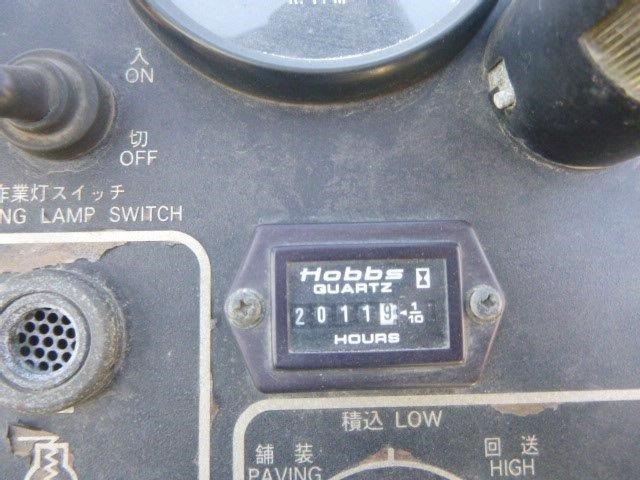 入
ON
切
OFF
作業灯スイッチ
NG LAMP SWITCH
Hobbs
QUARTZ
20119 1/10
HOURS
積込 LOW
舗装
PAVING
回送
HIGH